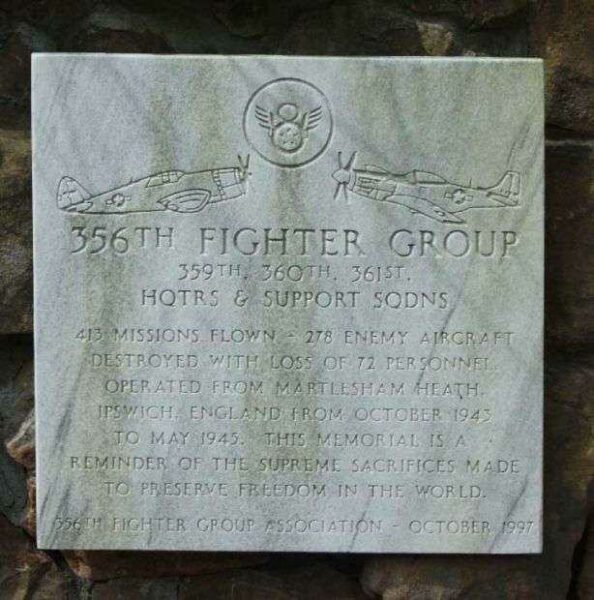 356TH FIGHTER GROUP
359TH, 360TH, 361ST,
HQTRS & SUPPORT SQDNS
413 MISSIONS FLOWN - 278 ENEMY AIRCRAFT
DESTROYED WITH LOSS OF 72 PERSONNEL.
OPERATED FROM MARTLESHAM HEATH,
IPSWICH, ENGLAND FROM OCTOBER 1943
TO MAY 1945. THIS MEMORIAL IS A
REMINDER OF THE SUPREME SACRIFICES MADE
TO PRESERVE FREEDOM IN THE WORLD.
356TH FIGHTER GROUP ASSOCIATION - OCTOBER 1997